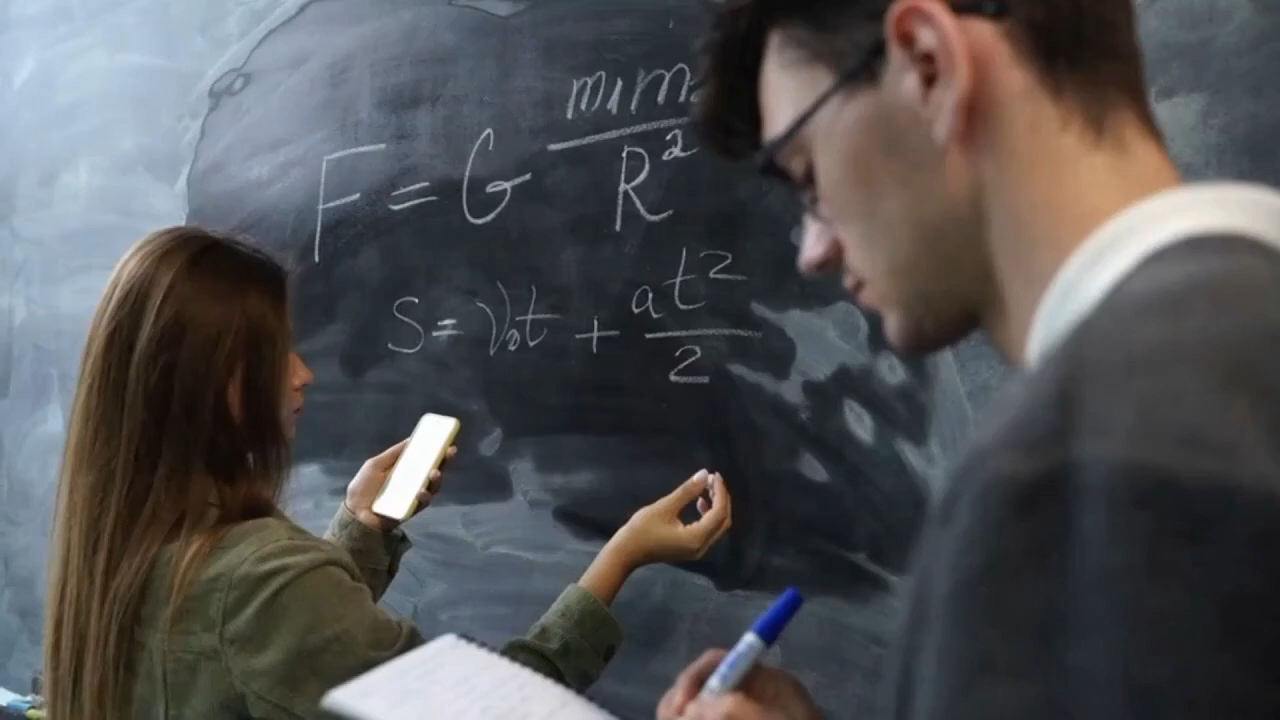 F = G m₁m / R²
S = V₀t + at² / 2